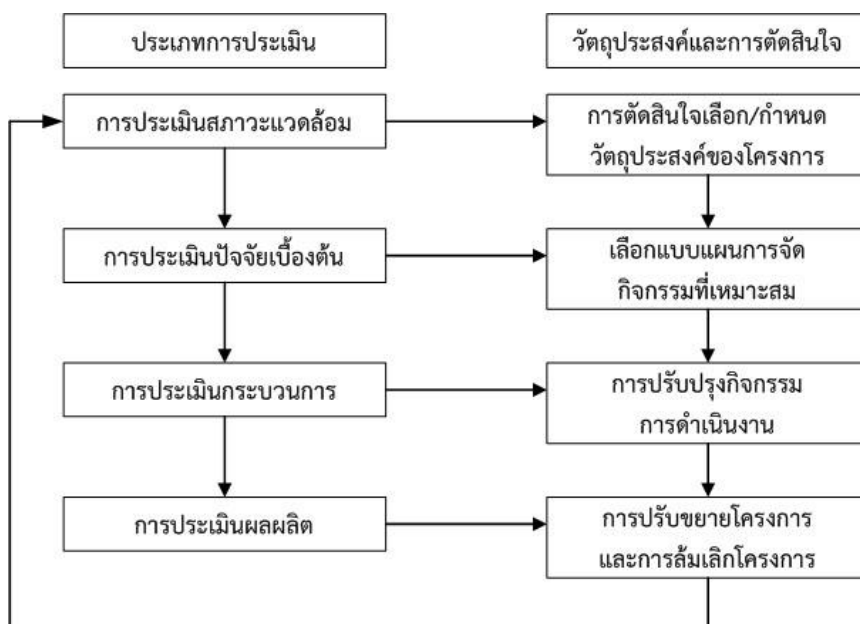 ประเภทการประเมิน
วัตถุประสงค์และการตัดสินใจ
การประเมินสภาวะแวดล้อม
การตัดสินใจเลือก/กำหนด
วัตถุประสงค์ของโครงการ
การประเมินปัจจัยเบื้องต้น
เลือกแบบแผนการจัด
กิจกรรมที่เหมาะสม
การประเมินกระบวนการ
การปรับปรุงกิจกรรม
การดำเนินงาน
การประเมินผลผลิต
การปรับขยายโครงการ
และการล้มเลิกโครงการ